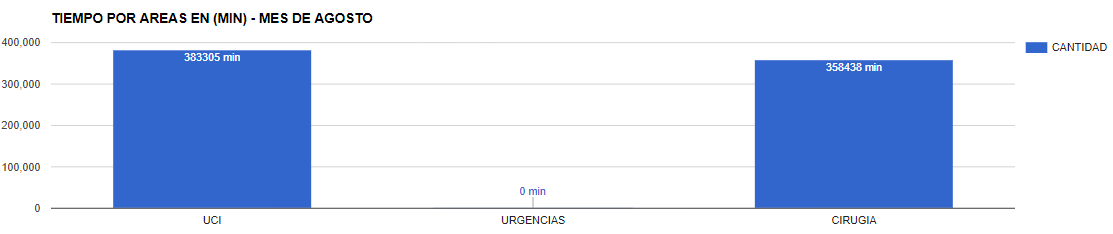 TIEMPO POR AREAS EN (MIN) - MES DE AGOSTO
400,000
300,000
200,000
100,000
0
383305 min
0 min
358438 min
UCI
URGENCIAS
CIRUGIA
CANTIDAD